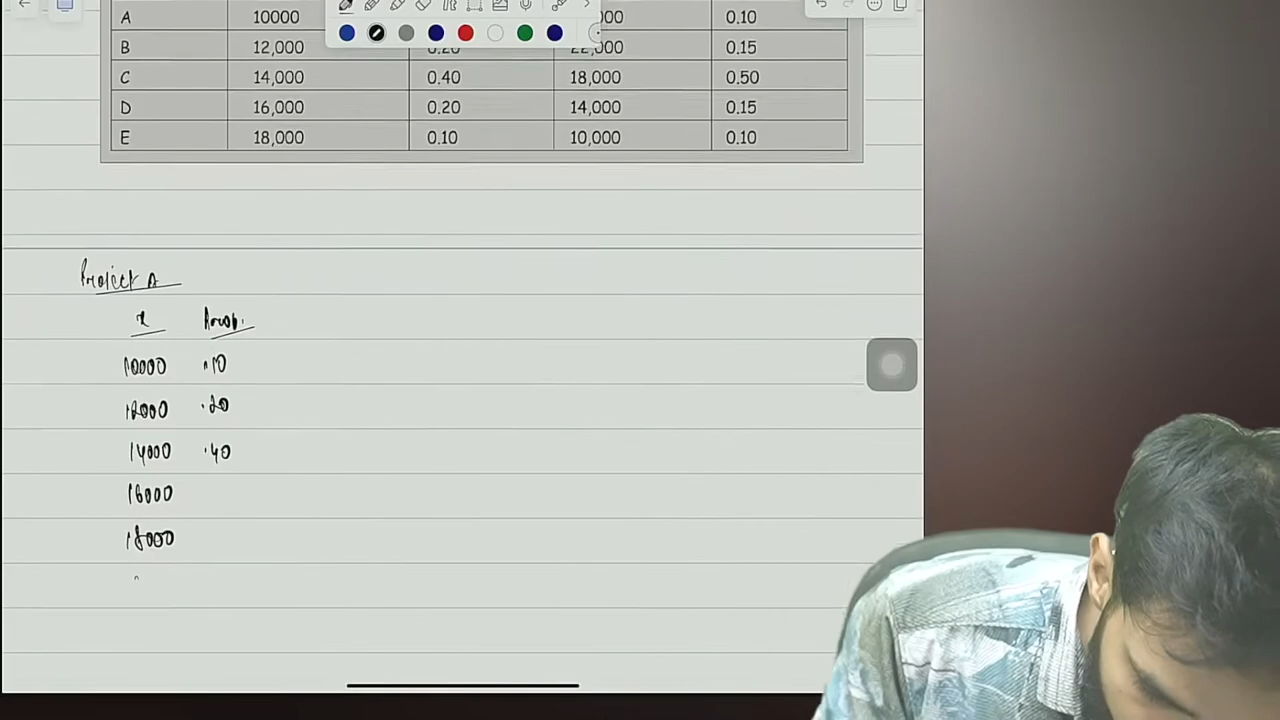 A 10000 000 0.10
B 12,000 0.20 22,000 0.15
C 14,000 0.40 18,000 0.50
D 16,000 0.20 14,000 0.15
E 18,000 0.10 10,000 0.10
Project A
x Prob.
10000 .10
12000 .20
14000 .40
16000
18000